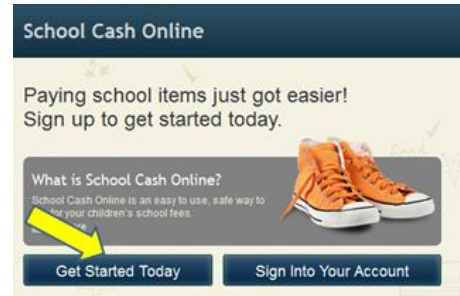 School Cash Online
Paying school items just got easier!
Sign up to get started today.
What is School Cash Online?
School Cash Online is an easy to use, safe way to
for your children's school fees.
Get Started Today
Sign Into Your Account